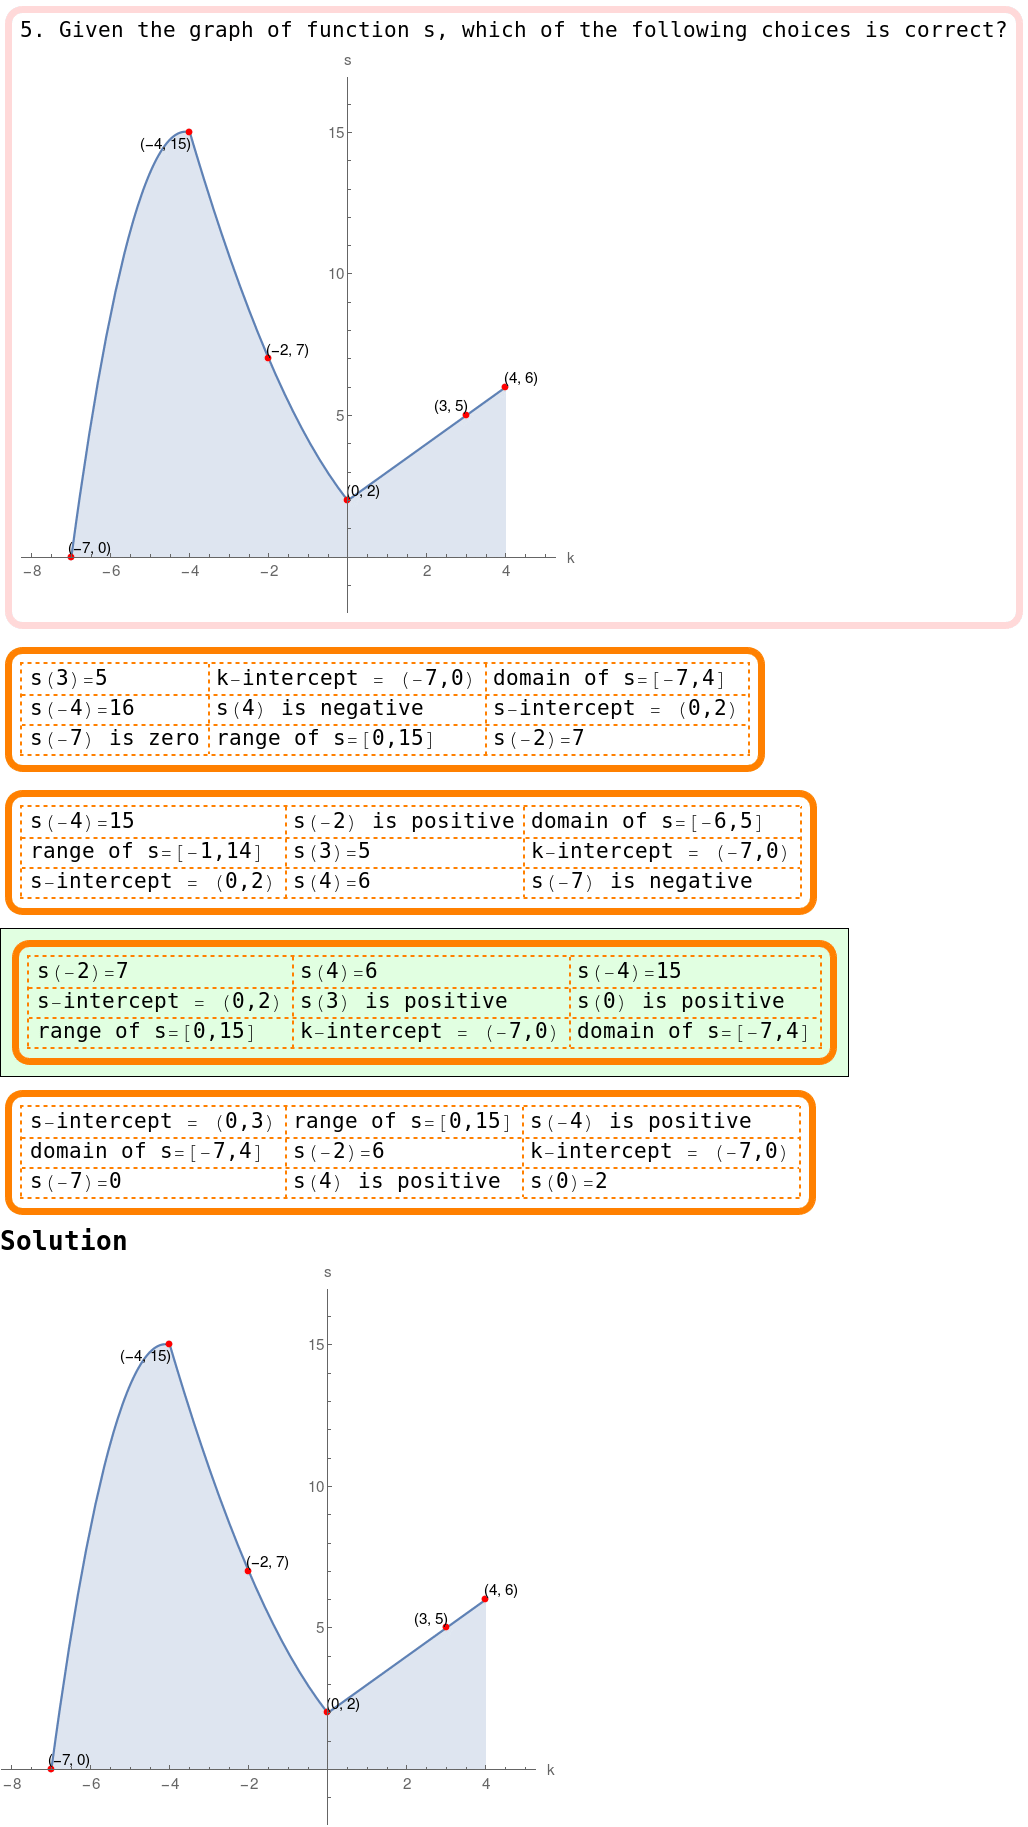 5. Given the graph of function s, which of the following choices is correct?
s
15
(−4, 15)
10
(−2, 7)
(4, 6)
(3, 5)
5
(0, 2)
(−7, 0)
k
−8 −6 −4 −2 2 4
s(3)=5 k-intercept = (-7,0) domain of s=[-7,4]
s(-4)=16 s(4) is negative s-intercept = (0,2)
s(-7) is zero range of s=[0,15] s(-2)=7
s(-4)=15 s(-2) is positive domain of s=[-6,5]
range of s=[-1,14] s(3)=5 k-intercept = (-7,0)
s-intercept = (0,2) s(4)=6 s(-7) is negative
s(-2)=7 s(4)=6 s(-4)=15
s-intercept = (0,2) s(3) is positive s(0) is positive
range of s=[0,15] k-intercept = (-7,0) domain of s=[-7,4]
s-intercept = (0,3) range of s=[0,15] s(-4) is positive
domain of s=[-7,4] s(-2)=6 k-intercept = (-7,0)
s(-7)=0 s(4) is positive s(0)=2
Solution
s
15
(−4, 15)
10
(−2, 7)
(4, 6)
(3, 5)
5
(0, 2)
(−7, 0)
k
−8 −6 −4 −2 2 4